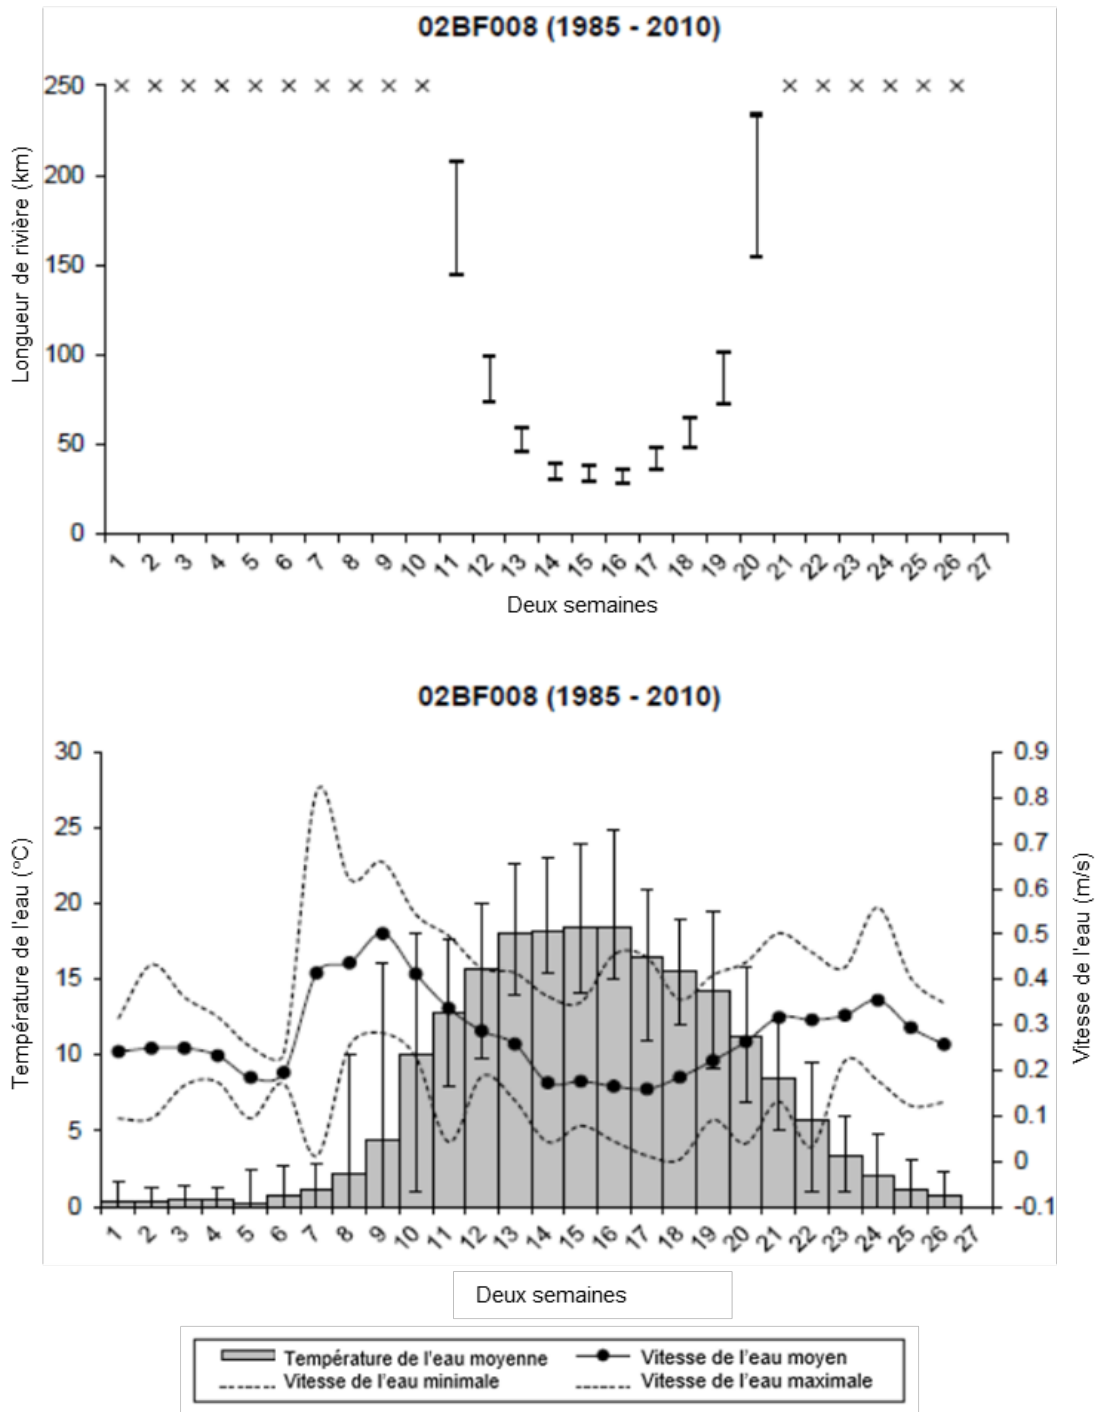 02BF008 (1985 - 2010)
250
200
150
100
50
0
Longueur de rivière (km)
1 2 3 4 5 6 7 8 9 10 11 12 13 14 15 16 17 18 19 20 21 22 23 24 25 26 27
Deux semaines
02BF008 (1985 - 2010)
30
25
20
15
10
5
0
Température de l'eau (°C)
0.9
0.8
0.7
0.6
0.5
0.4
0.3
0.2
0.1
0
-0.1
Vitesse de l'eau (m/s)
1 2 3 4 5 6 7 8 9 10 11 12 13 14 15 16 17 18 19 20 21 22 23 24 25 26 27
Deux semaines
Température de l'eau moyenne
Vitesse de l'eau moyen
Vitesse de l'eau minimale
Vitesse de l'eau maximale